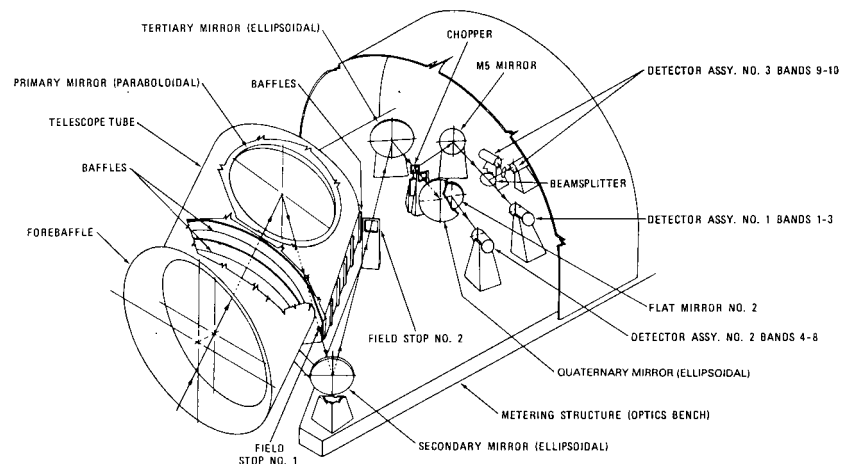 TERTIARY MIRROR (ELLIPSOIDAL)
CHOPPER
M5 MIRROR
DETECTOR ASSY. NO. 3 BANDS 9-10
PRIMARY MIRROR (PARABOLOIDAL)
BAFFLES
TELESCOPE TUBE
BAFFLES
FOREBAFFLE
BEAMSPLITTER
DETECTOR ASSY. NO. 1 BANDS 1-3
FLAT MIRROR NO. 2
FIELD STOP NO. 2
DETECTOR ASSY. NO. 2 BANDS 4-8
QUATERNARY MIRROR (ELLIPSOIDAL)
METERING STRUCTURE (OPTICS BENCH)
FIELD
STOP NO. 1
SECONDARY MIRROR (ELLIPSOIDAL)